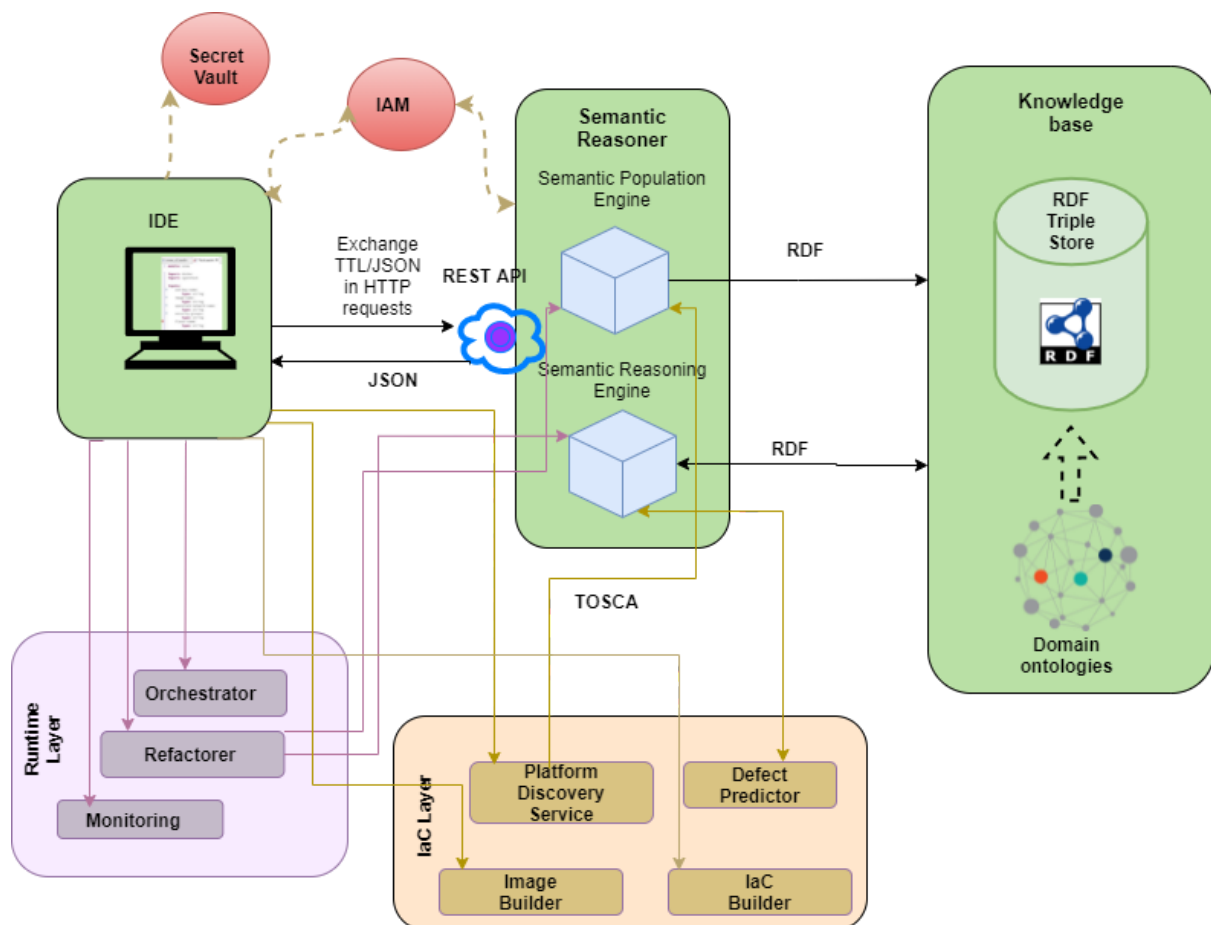 Secret
Vault
IAM
Semantic
Reasoner
Knowledge
base
Semantic Population
Engine
IDE
RDF
Triple
Store
Exchange
TTL/JSON
in HTTP
requests
REST API
RDF
RDF
JSON
Semantic Reasoning
Engine
RDF
TOSCA
Domain
ontologies
Runtime
Layer
Orchestrator
Refactorer
Monitoring
IaC Layer
Platform
Discovery
Service
Defect
Predictor
Image
Builder
IaC
Builder